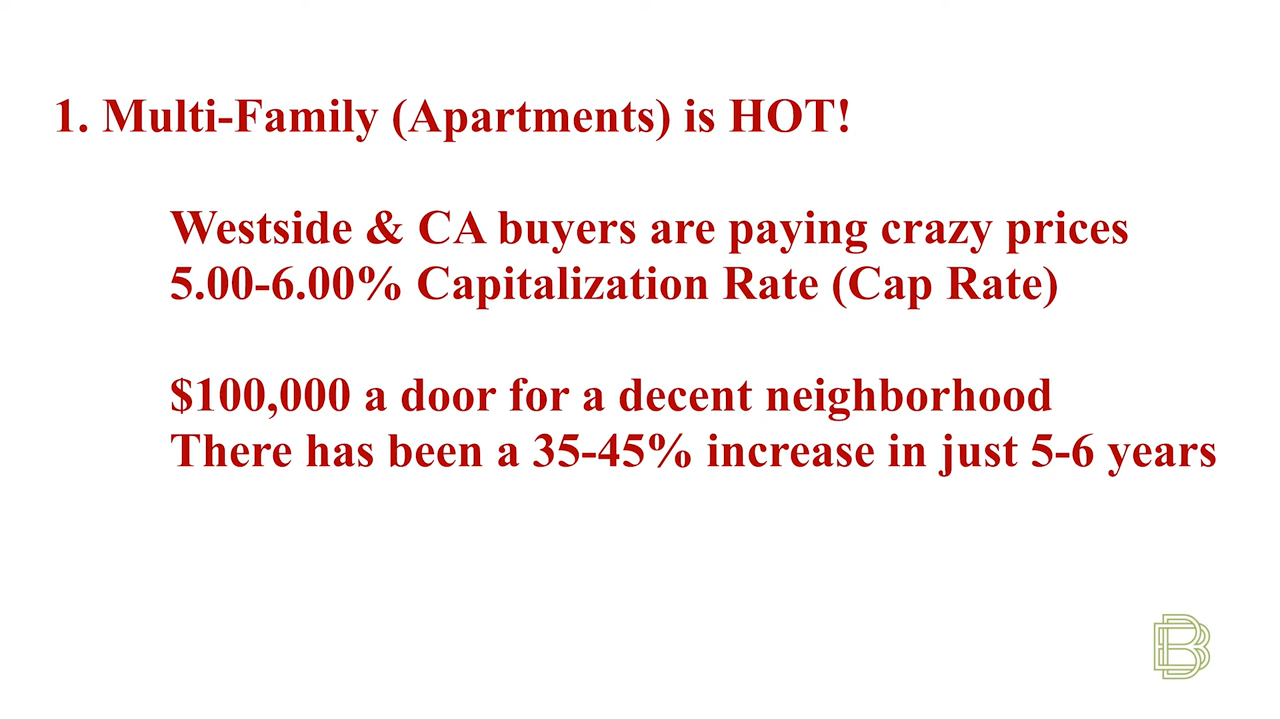 1. Multi-Family (Apartments) is HOT!
Westside & CA buyers are paying crazy prices
5.00-6.00% Capitalization Rate (Cap Rate)
$100,000 a door for a decent neighborhood
There has been a 35-45% increase in just 5-6 years